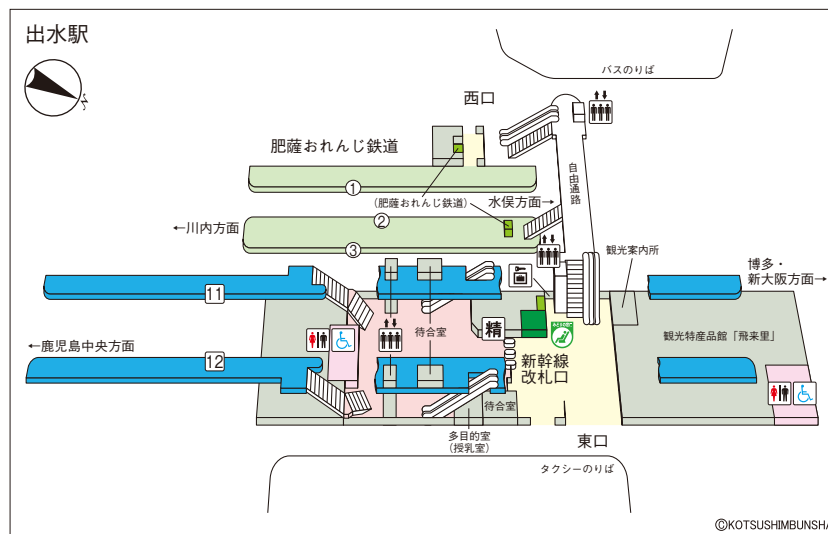 出水駅
バスのりば
西口
肥薩おれんじ鉄道
自由通路
①
(肥薩おれんじ鉄道)
水俣方面→
②
←川内方面
③
観光案内所
博多・
新大阪方面→
11
待合室
精
観光特産品館「飛来里」
←鹿児島中央方面
12
新幹線
改札口
待合室
多目的室
(授乳室)
東口
タクシーのりば
©KOTSUSHIMBUNSHA